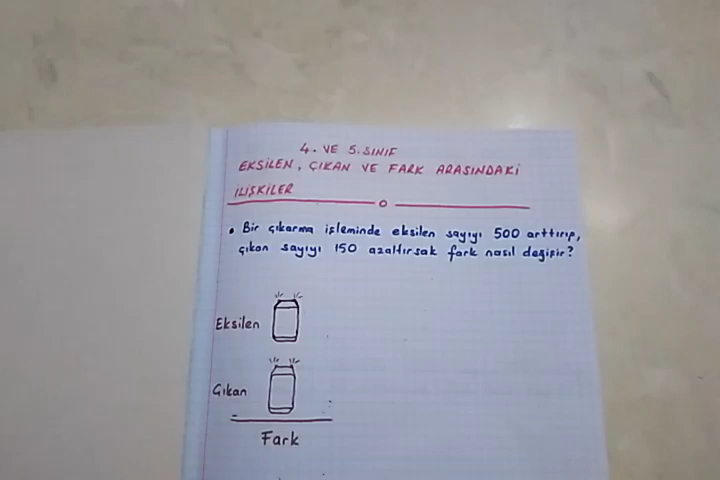 4. VE 5. SINIF
EKSİLEN, ÇIKAN VE FARK ARASINDAKİ
İLİŞKİLER
• Bir çıkarma işleminde eksilen sayıyı 500 arttırıp,
çıkan sayıyı 150 azaltırsak fark nasıl değişir?
Eksilen
Çıkan
Fark